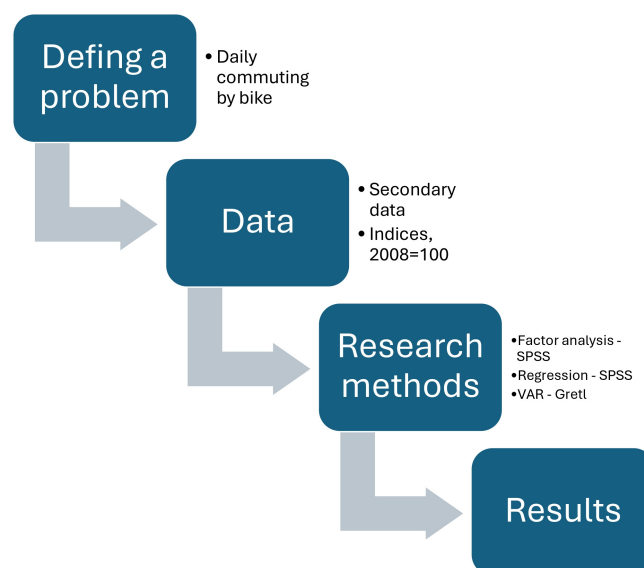 Defing a
problem
• Daily
commuting
by bike
Data
• Secondary
data
• Indices,
2008=100
Research
methods
•Factor analysis -
SPSS
•Regression - SPSS
•VAR - Gretl
Results